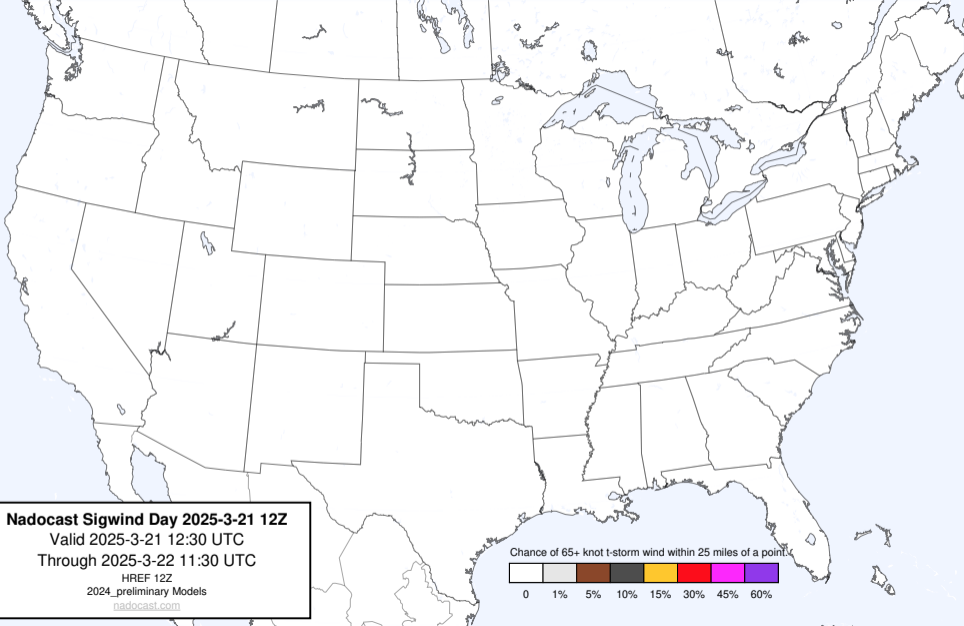 Nadocast Sigwind Day 2025-3-21 12Z
Valid 2025-3-21 12:30 UTC
Through 2025-3-22 11:30 UTC
HREF 12Z
2024_preliminary Models
nadocast.com
Chance of 65+ knot t-storm wind within 25 miles of a point.
0 1% 5% 10% 15% 30% 45% 60%